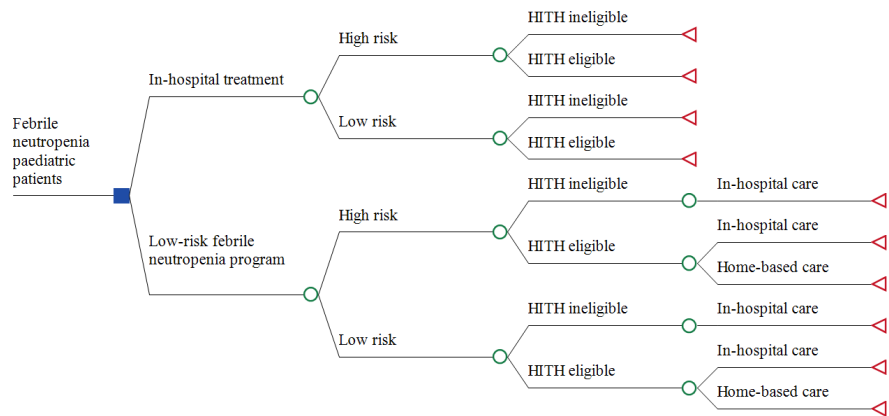 HITH ineligible
High risk
HITH eligible
In-hospital treatment
HITH ineligible
Low risk
HITH eligible
Febrile
neutropenia
paediatric
patients
HITH ineligible
In-hospital care
High risk
In-hospital care
HITH eligible
Home-based care
Low-risk febrile
neutropenia program
HITH ineligible
In-hospital care
Low risk
In-hospital care
HITH eligible
Home-based care